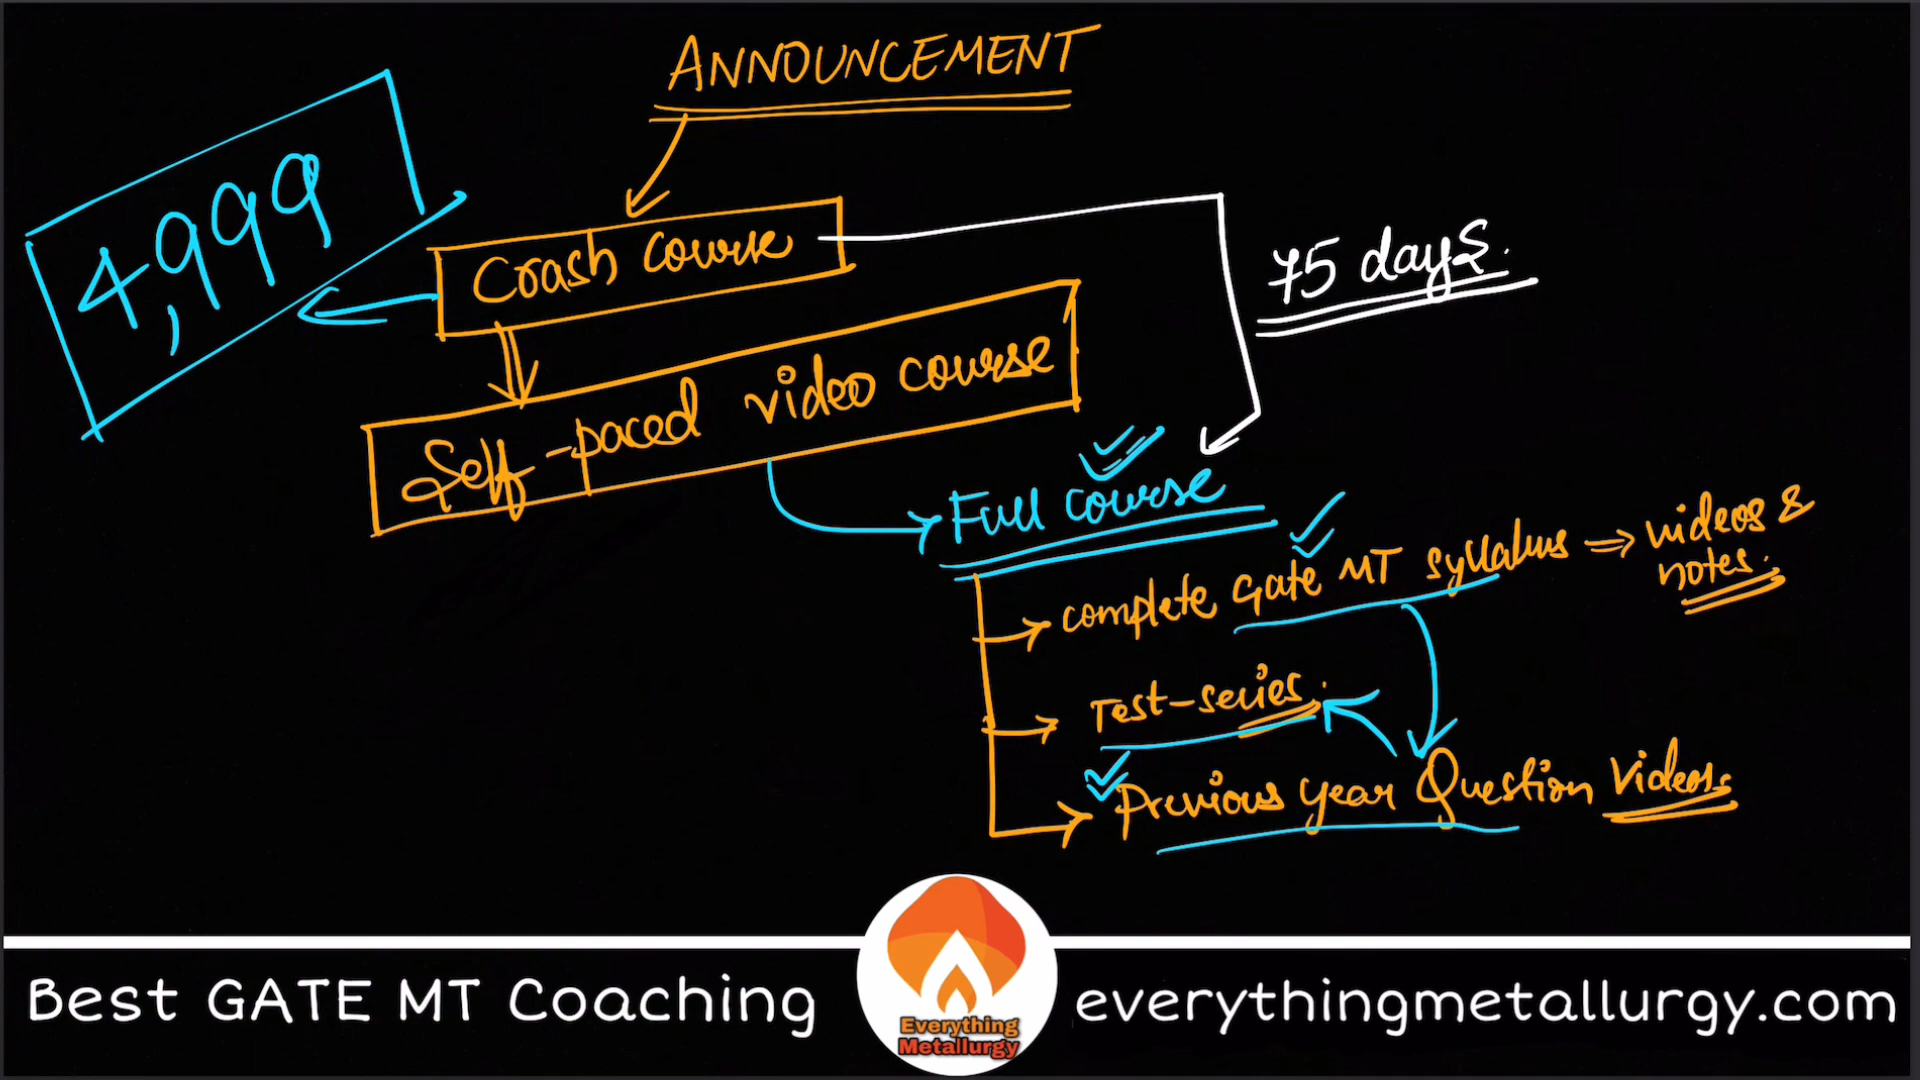 ANNOUNCEMENT
4,999
Crash course
75 days.
Self-paced video course
Full course
complete Gate MT syllabus ⇒ videos &
notes.
Test-series.
Previous year Question Videos.
Best GATE MT Coaching
Everything
Metallurgy
everythingmetallurgy.com